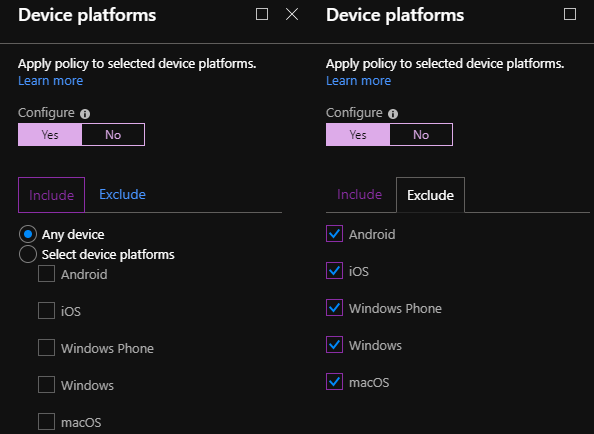 Device platforms
Apply policy to selected device platforms.
Learn more
Configure
Yes No
Include Exclude
Any device
Select device platforms
Android
iOS
Windows Phone
Windows
macOS
Device platforms
Apply policy to selected device platforms.
Learn more
Configure
Yes No
Include Exclude
Android
iOS
Windows Phone
Windows
macOS